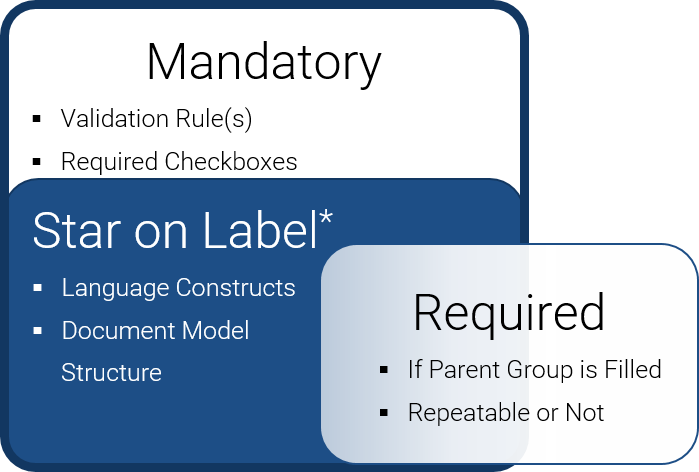 Mandatory
▪ Validation Rule(s)
▪ Required Checkboxes
Star on Label*
▪ Language Constructs
▪ Document Model
Structure
Required
▪ If Parent Group is Filled
▪ Repeatable or Not